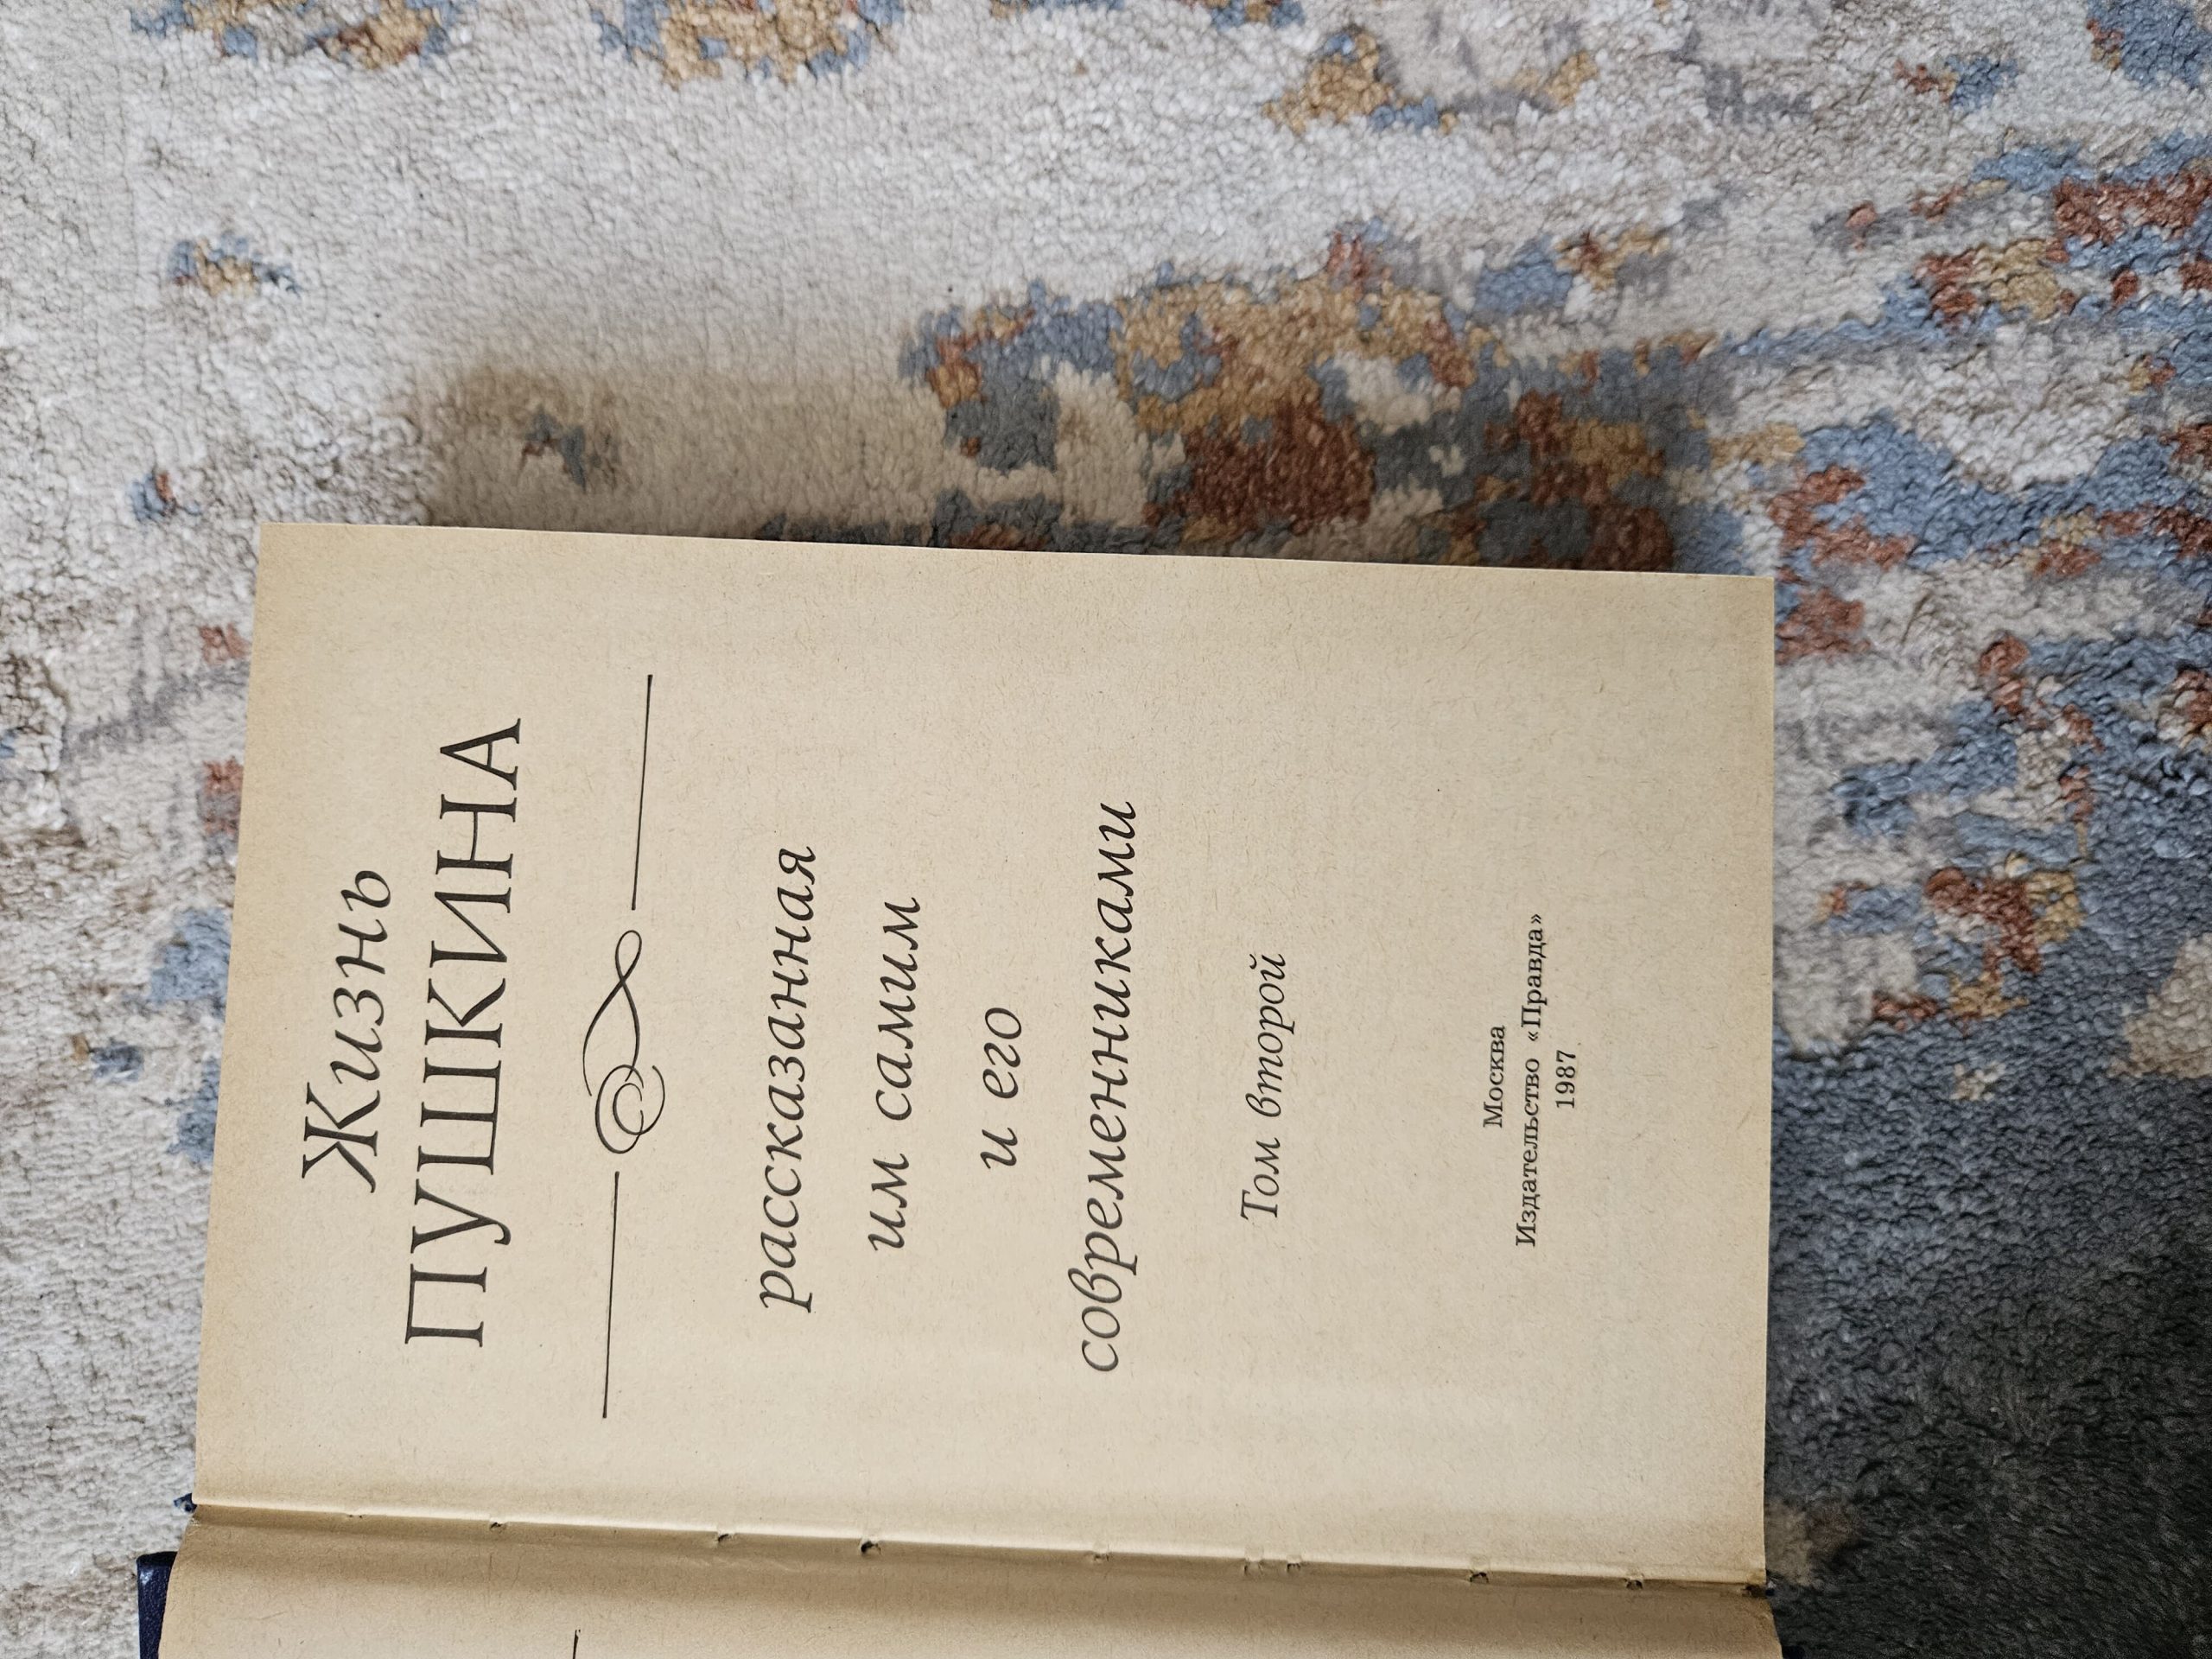 Жизнь
ПУШКИНА
рассказанная
им самим
и его
современниками
Том второй
Москва
Издательство «Правда»
1987